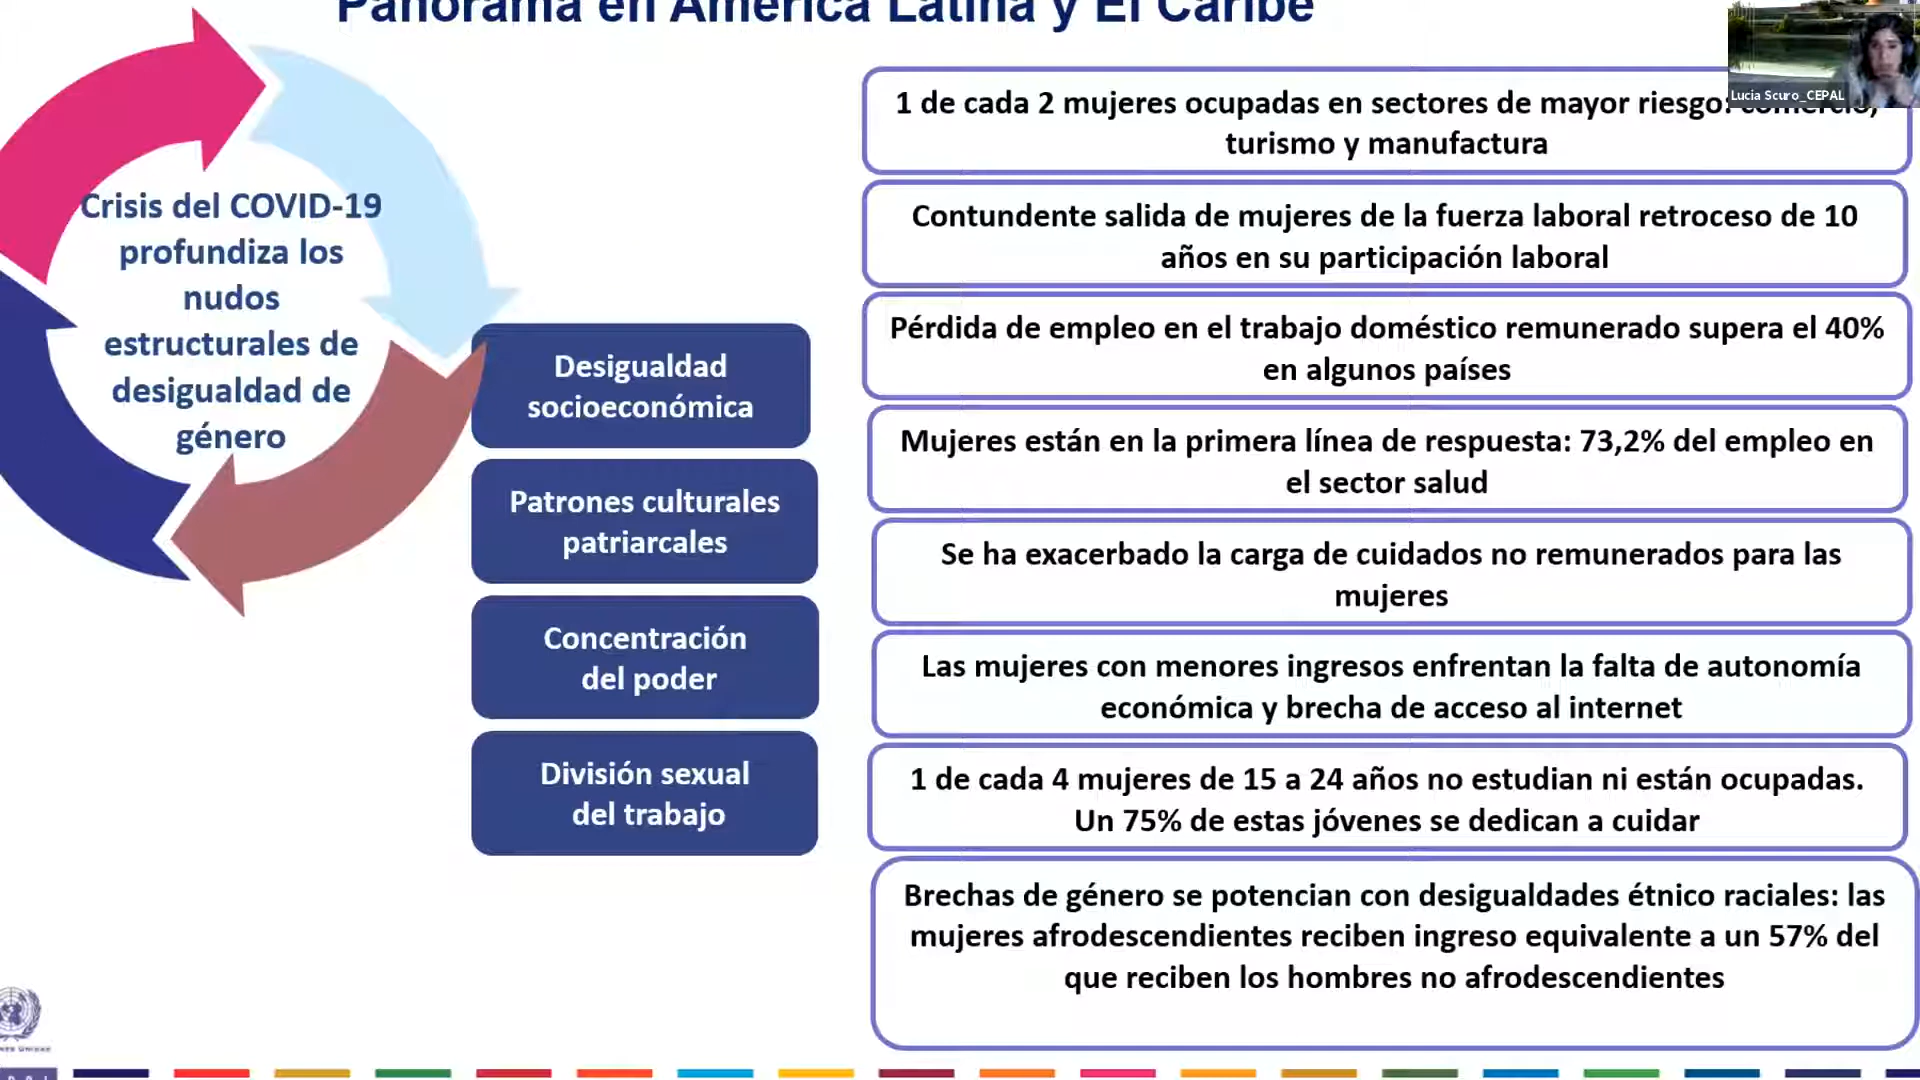 Panorama en América Latina y El Caribe
Lucia Scuro_CEPAL
Crisis del COVID-19
profundiza los
nudos
estructurales de
desigualdad de
género
Desigualdad
socioeconómica
Patrones culturales
patriarcales
Concentración
del poder
División sexual
del trabajo
1 de cada 2 mujeres ocupadas en sectores de mayor riesgo: comercio,
turismo y manufactura
Contundente salida de mujeres de la fuerza laboral retroceso de 10
años en su participación laboral
Pérdida de empleo en el trabajo doméstico remunerado supera el 40%
en algunos países
Mujeres están en la primera línea de respuesta: 73,2% del empleo en
el sector salud
Se ha exacerbado la carga de cuidados no remunerados para las
mujeres
Las mujeres con menores ingresos enfrentan la falta de autonomía
económica y brecha de acceso al internet
1 de cada 4 mujeres de 15 a 24 años no estudian ni están ocupadas.
Un 75% de estas jóvenes se dedican a cuidar
Brechas de género se potencian con desigualdades étnico raciales: las
mujeres afrodescendientes reciben ingreso equivalente a un 57% del
que reciben los hombres no afrodescendientes